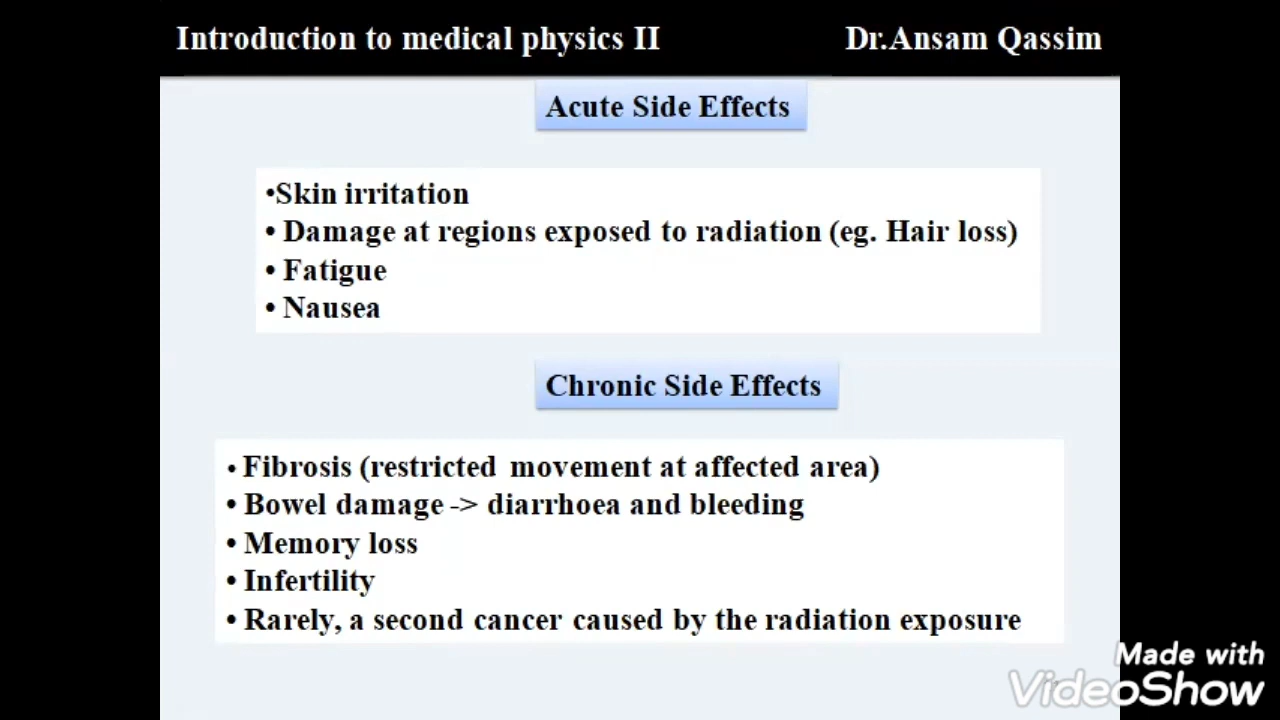 Introduction to medical physics II Dr.Ansam Qassim
Acute Side Effects
•Skin irritation
• Damage at regions exposed to radiation (eg. Hair loss)
• Fatigue
• Nausea
Chronic Side Effects
• Fibrosis (restricted movement at affected area)
• Bowel damage -> diarrhoea and bleeding
• Memory loss
• Infertility
• Rarely, a second cancer caused by the radiation exposure
Made with
VideoShow